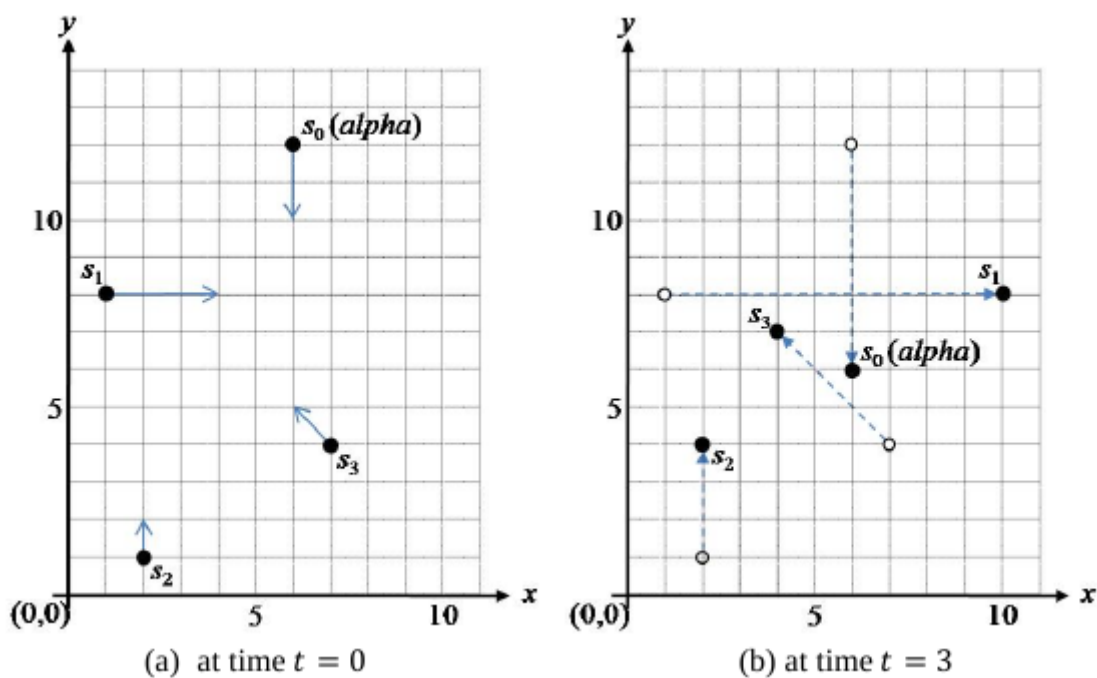 y
s₀ (alpha)
10
s₁
5
s₃
s₂
(0,0)
5
10
x
(a) at time t = 0
y
10
s₁
s₃
s₀ (alpha)
5
s₂
(0,0)
5
10
x
(b) at time t = 3